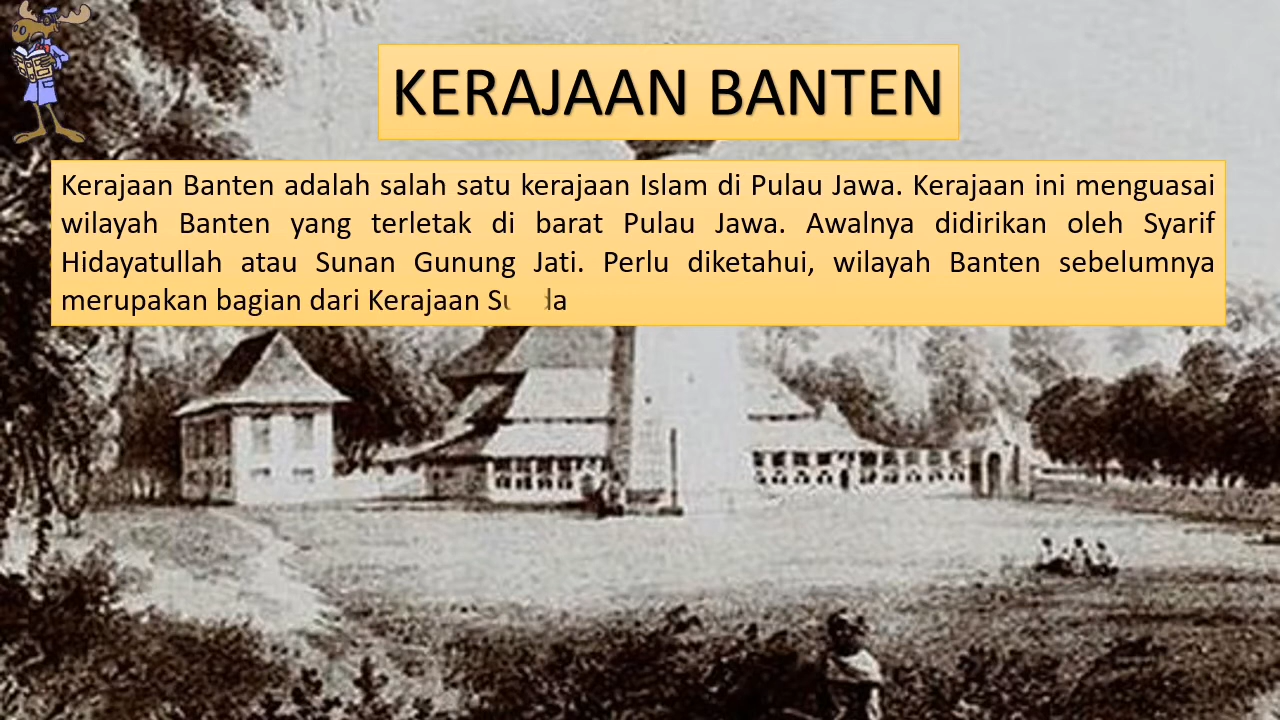 KERAJAAN BANTEN
Kerajaan Banten adalah salah satu kerajaan Islam di Pulau Jawa. Kerajaan ini menguasai
wilayah Banten yang terletak di barat Pulau Jawa. Awalnya didirikan oleh Syarif
Hidayatullah atau Sunan Gunung Jati. Perlu diketahui, wilayah Banten sebelumnya
merupakan bagian dari Kerajaan